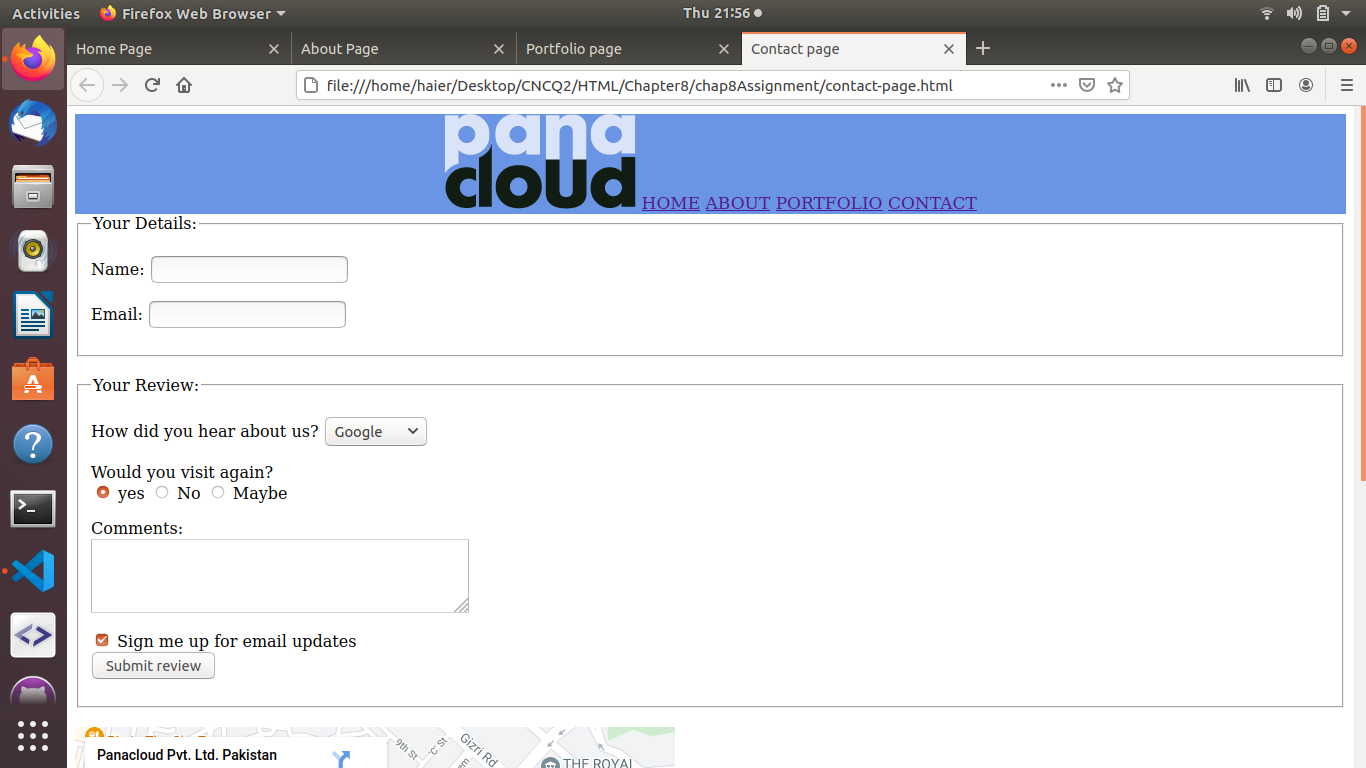 Activities Firefox Web Browser Thu 21:56
Home Page About Page Portfolio page Contact page
file:///home/haier/Desktop/CNCQ2/HTML/Chapter8/chap8Assignment/contact-page.html
pana
cloud HOME ABOUT PORTFOLIO CONTACT
Your Details:
Name:
Email:
Your Review:
How did you hear about us? Google
Would you visit again?
yes No Maybe
Comments:
Sign me up for email updates
Submit review
Panacloud Pvt. Ltd. Pakistan
9th St
Gizri Rd
THE ROYAL